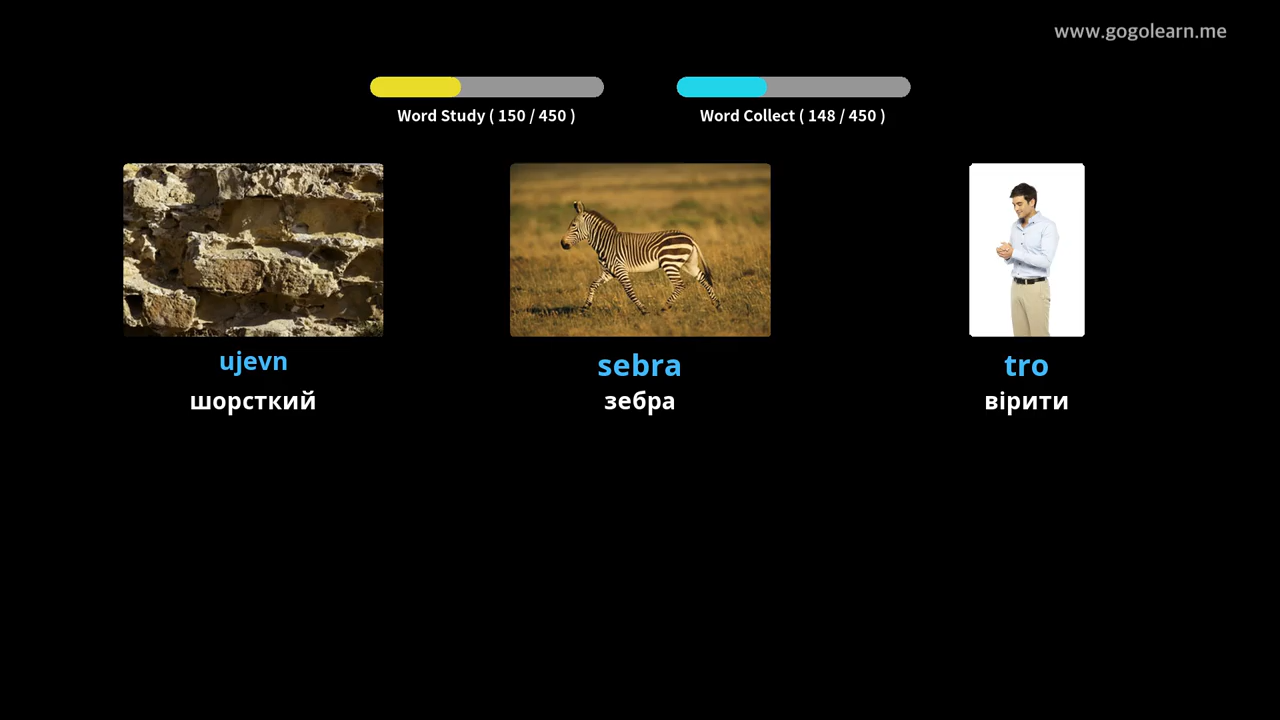 www.gogolearn.me
Word Study ( 150 / 450 )
Word Collect ( 148 / 450 )
ujevn
шорсткий
sebra
зебра
tro
вірити